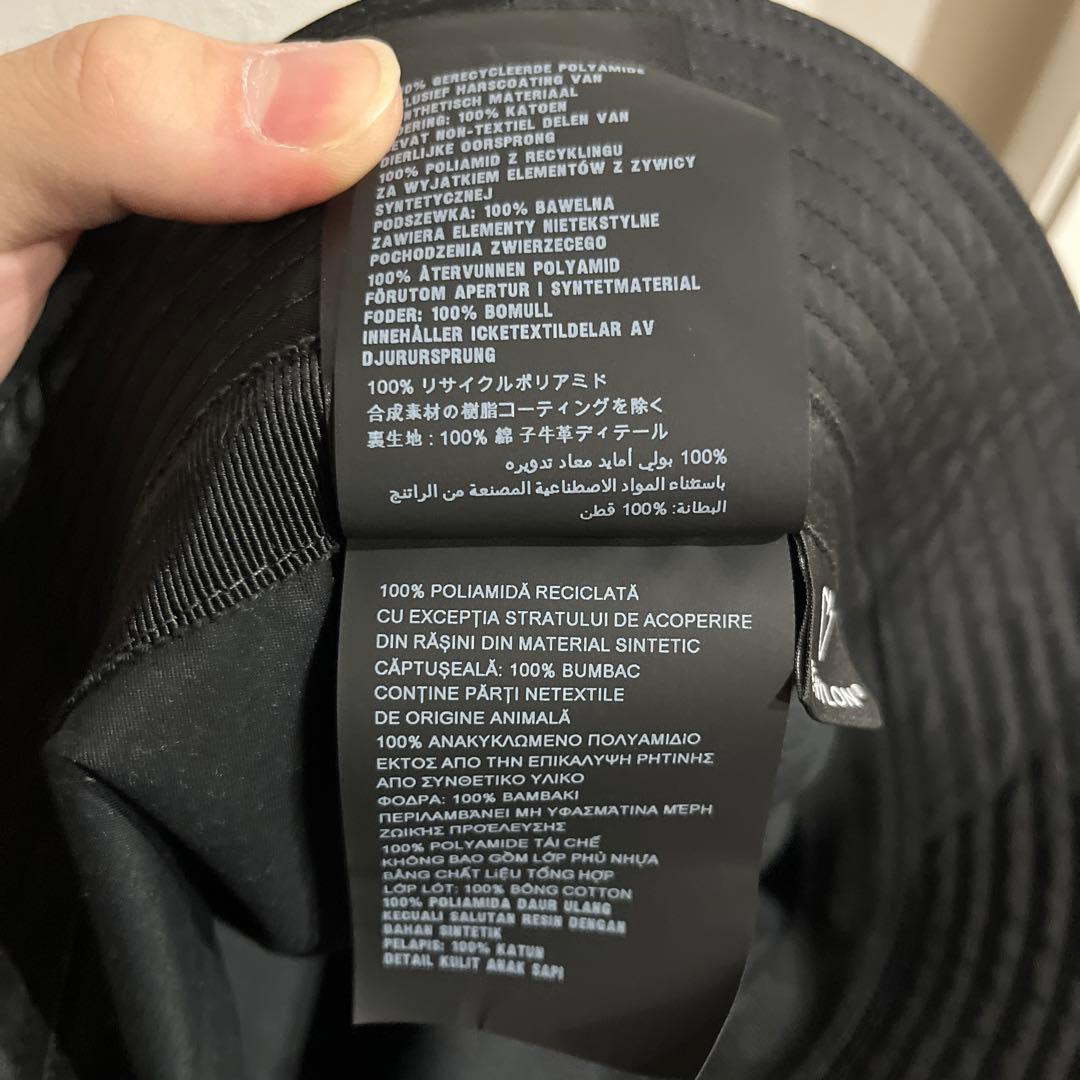 GERECYCLEERDE POLYAMIDE
HARSCOATING VAN
MATERIAAL
100% KATOEN
NON-TEXTIEL DELEN VAN
DIERLIJKE OORSPRONG
100% POLIAMID Z RECYKLINGU
ZA WYJATKIEM ELEMENTÓW Z ZYWICY
SYNTETYCZNEJ
PODSZEWKA: 100% BAWELNA
ZAWIERA ELEMENTY NIETEKSTYLNE
POCHODZENIA ZWIERZECEGO
100% ÅTERVUNNEN POLYAMID
FÖRUTOM APERTUR I SYNTETMATERIAL
FODER: 100% BOMULL
INNEHÅLLER ICKETEXTILDELAR AV
DJURURSPRUNG
100% リサイクルポリアミド
合成素材の樹脂コーティングを除く
裏生地 : 100% 綿 子牛革ディテール
100% بولي أمايد معاد تدويره
باستثناء المواد الاصطناعية المصنعة من الراتنج
البطانة: 100% قطن
100% POLIAMIDĂ RECICLATĂ
CU EXCEPȚIA STRATULUI DE ACOPERIRE
DIN RĂȘINI DIN MATERIAL SINTETIC
CĂPTUȘEALĂ: 100% BUMBAC
CONȚINE PĂRȚI NETEXTILE
DE ORIGINE ANIMALĂ
100% ΑΝΑΚΥΚΛΩΜΕΝΟ ΠΟΛΥΑΜΙΔΙΟ
ΕΚΤΟΣ ΑΠΟ ΤΗΝ ΕΠΙΚΑΛΥΨΗ ΡΗΤΙΝΗΣ
ΑΠΟ ΣΥΝΘΕΤΙΚΟ ΥΛΙΚΟ
ΦΟΔΡΑ: 100% ΒΑΜΒΑΚΙ
ΠΕΡΙΛΑΜΒΑΝΕΙ ΜΗ ΥΦΑΣΜΑΤΙΝΑ ΜΕΡΗ
ΖΩΙΚΗΣ ΠΡΟΕΛΕΥΣΗΣ
100% POLYAMIDE TÁI CHẾ
KHÔNG BAO GỒM LỚP PHỦ NHỰA
BẰNG CHẤT LIỆU TỔNG HỢP
LỚP LÓT: 100% BÔNG COTTON
100% POLIAMIDA DAUR ULANG
KECUALI SALUTAN RESIN DENGAN
BAHAN SINTETIK
PELAPIS: 100% KATUN
DETAIL KULIT ANAK SAPI